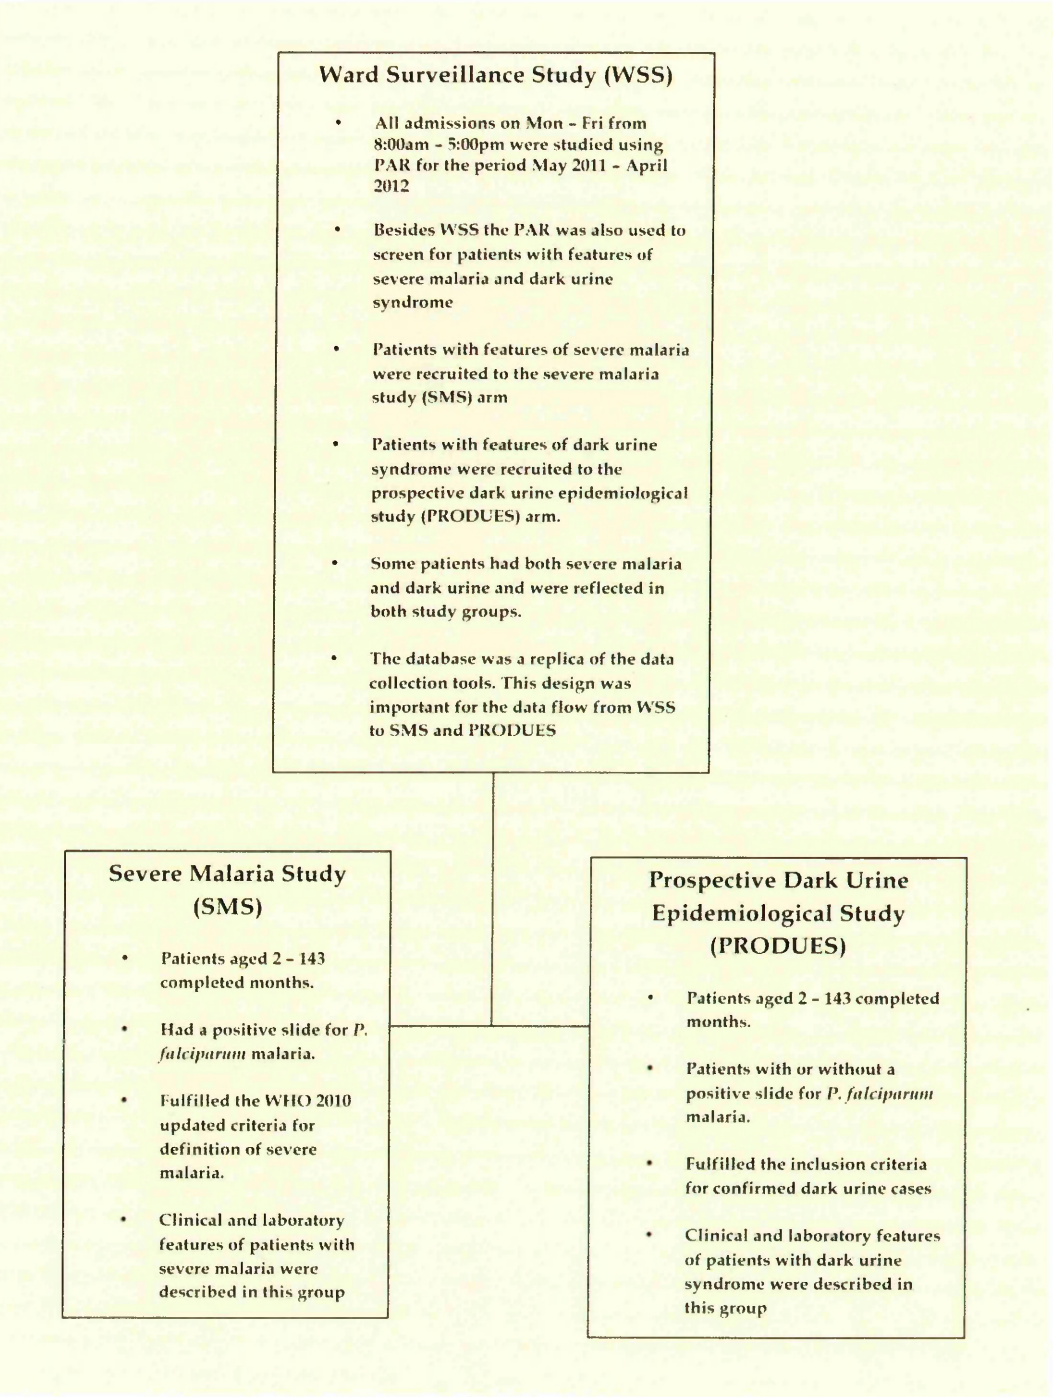 Ward Surveillance Study (WSS)
• All admissions on Mon – Fri from
8:00am – 5:00pm were studied using
PAR for the period May 2011 – April
2012
• Besides WSS the PAR was also used to
screen for patients with features of
severe malaria and dark urine
syndrome
• Patients with features of severe malaria
were recruited to the severe malaria
study (SMS) arm
• Patients with features of dark urine
syndrome were recruited to the
prospective dark urine epidemiological
study (PRODUES) arm.
• Some patients had both severe malaria
and dark urine and were reflected in
both study groups.
• The database was a replica of the data
collection tools. This design was
important for the data flow from WSS
to SMS and PRODUES
Severe Malaria Study
(SMS)
• Patients aged 2 – 143
completed months.
• Had a positive slide for P.
falciparum malaria.
• Fulfilled the WHO 2010
updated criteria for
definition of severe
malaria.
• Clinical and laboratory
features of patients with
severe malaria were
described in this group
Prospective Dark Urine
Epidemiological Study
(PRODUES)
• Patients aged 2 – 143 completed
months.
• Patients with or without a
positive slide for P. falciparum
malaria.
• Fulfilled the inclusion criteria
for confirmed dark urine cases
• Clinical and laboratory features
of patients with dark urine
syndrome were described in
this group